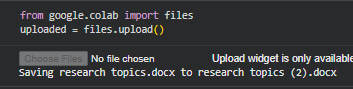 from google.colab import files
uploaded = files.upload()
Choose Files No file chosen Upload widget is only available
Saving research topics.docx to research topics (2).docx